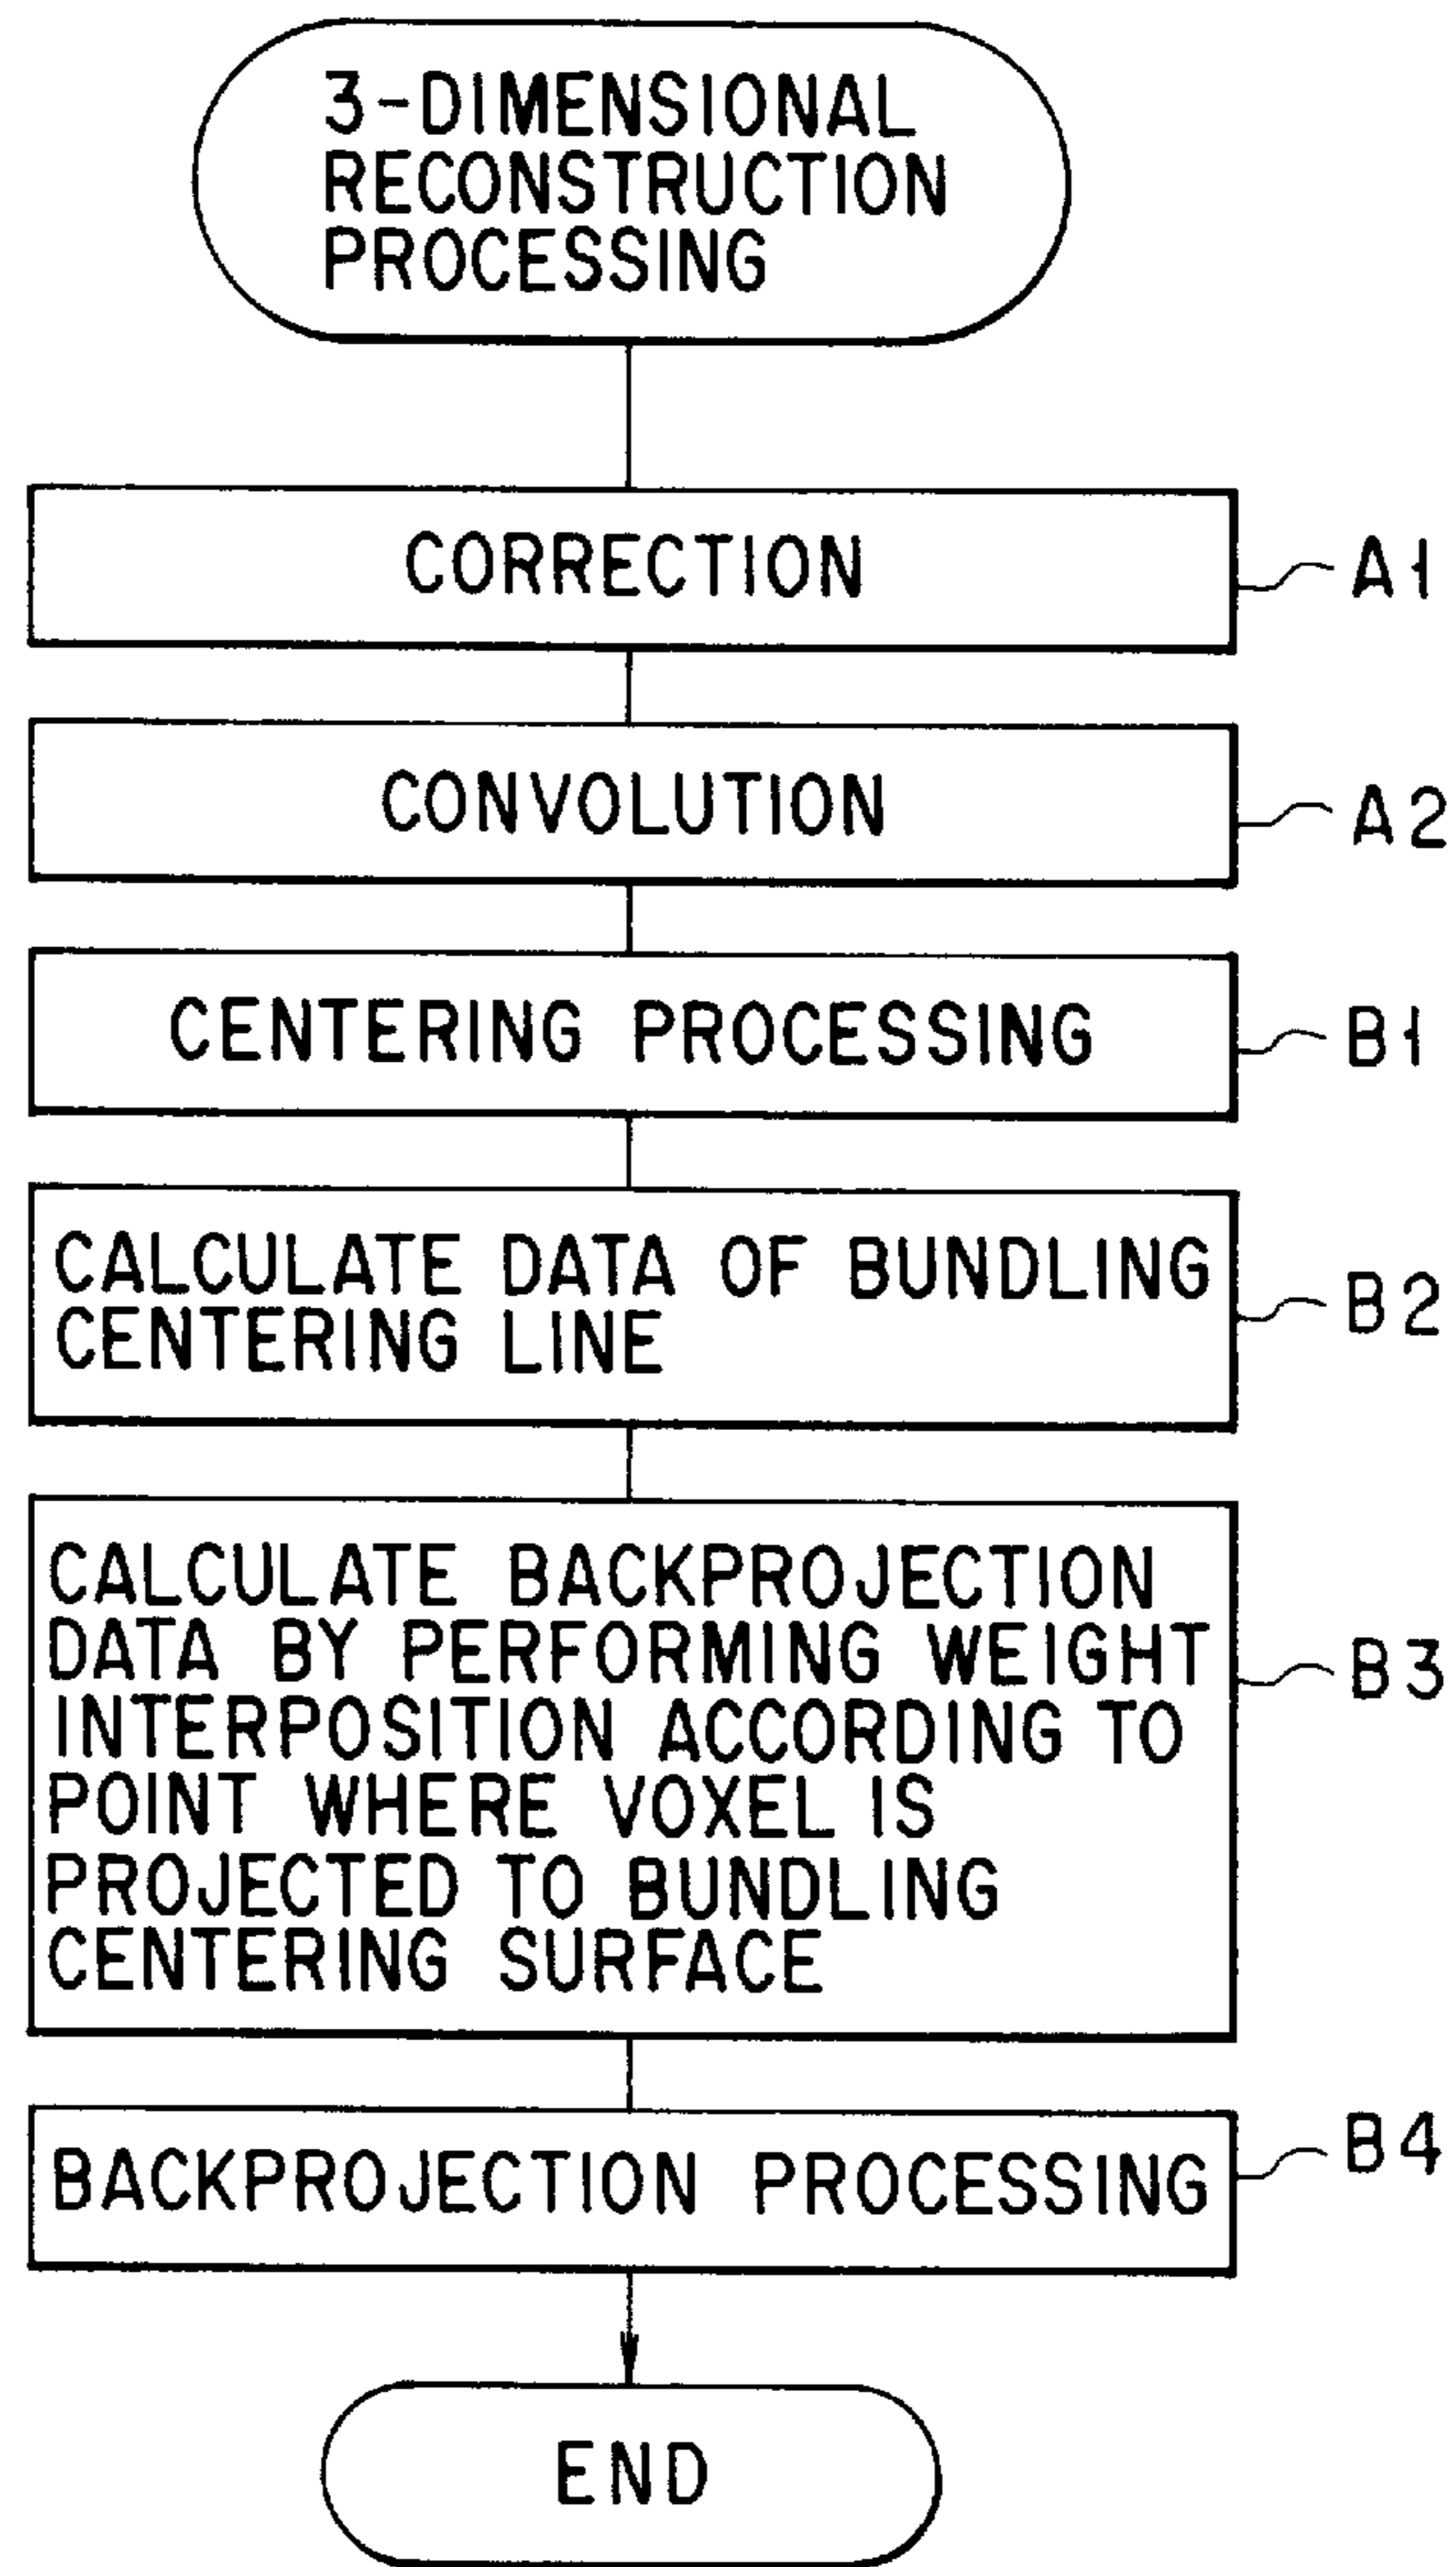 3-DIMENSIONAL
RECONSTRUCTION
PROCESSING
CORRECTION
A1
CONVOLUTION
A2
CENTERING PROCESSING
B1
CALCULATE DATA OF BUNDLING
CENTERING LINE
B2
CALCULATE BACKPROJECTION
DATA BY PERFORMING WEIGHT
INTERPOSITION ACCORDING TO
POINT WHERE VOXEL IS
PROJECTED TO BUNDLING
CENTERING SURFACE
B3
BACKPROJECTION PROCESSING
B4
END